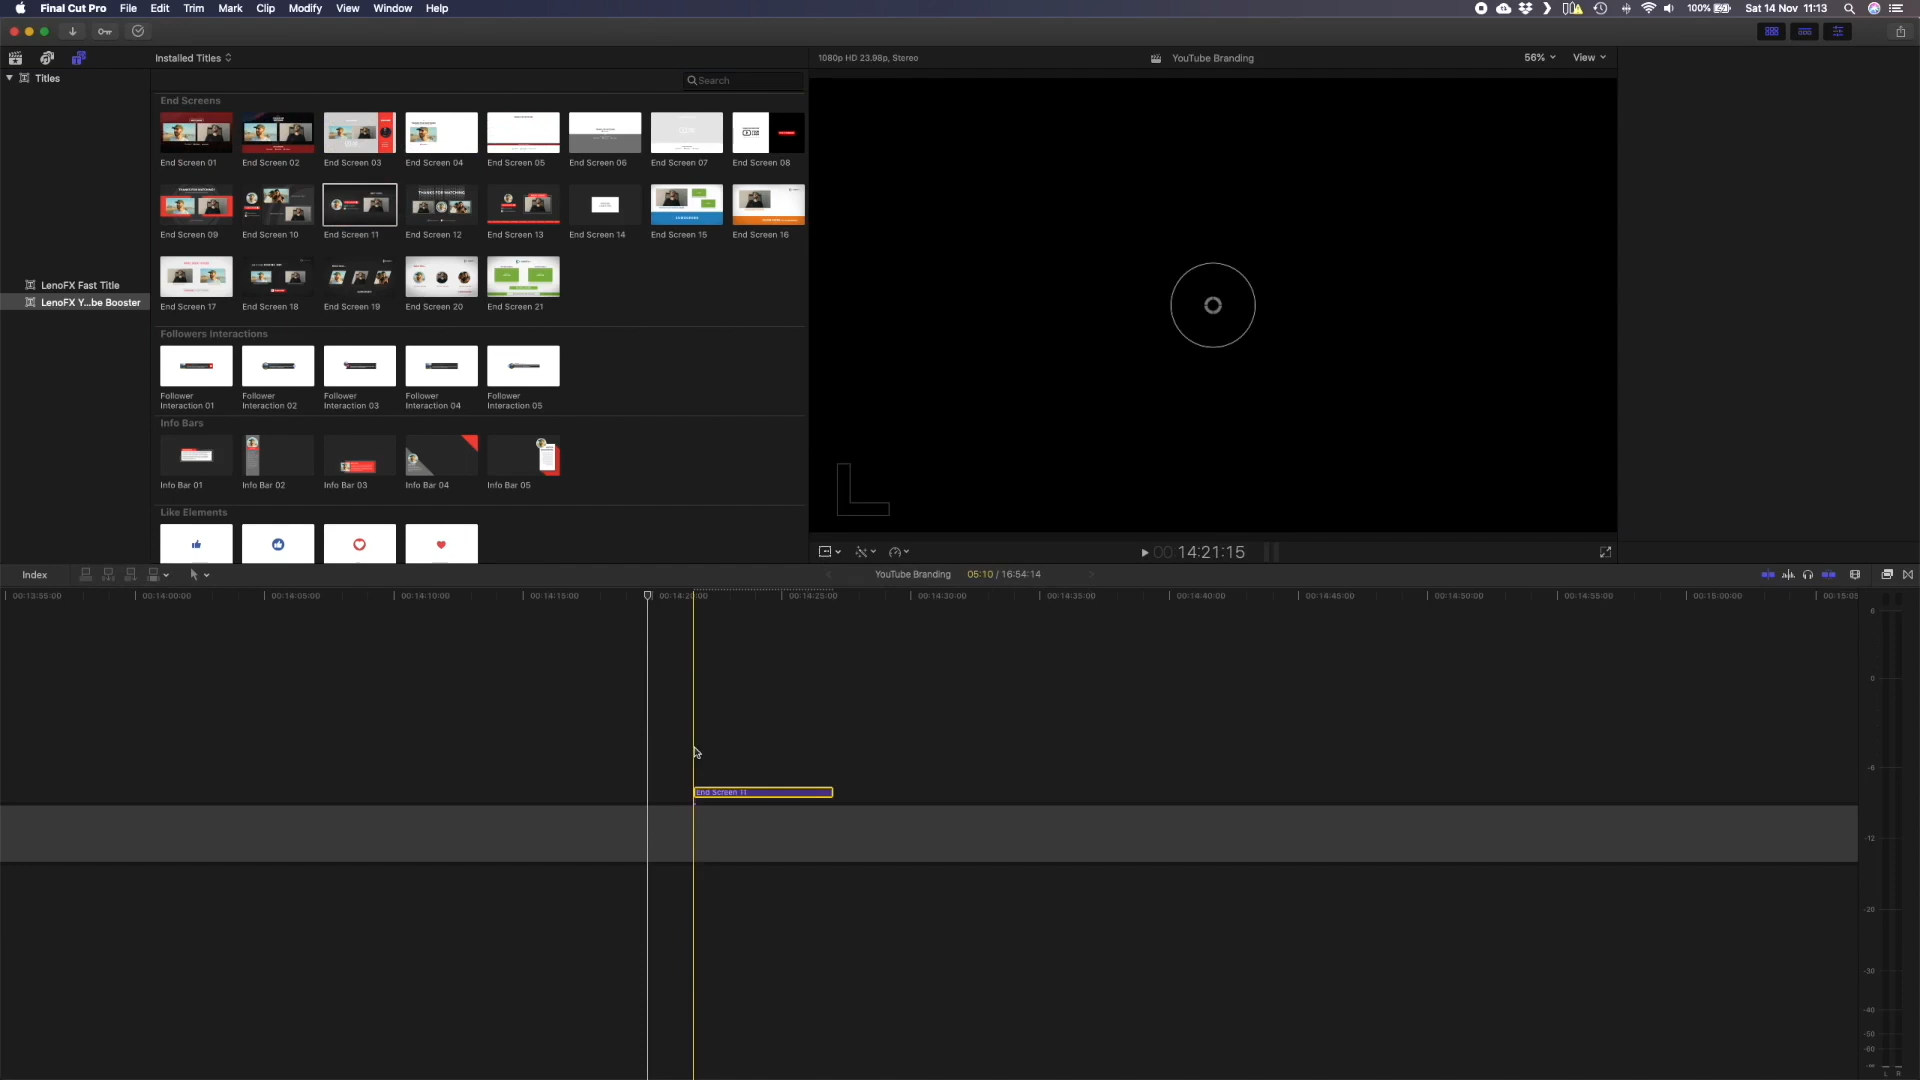 Final Cut Pro File Edit Trim Mark Clip Modify View Window Help
100% Sat 14 Nov 11:13
Installed Titles
1080p HD 23.98p, Stereo
YouTube Branding
56% View
Titles
Search
End Screens
End Screen 01 End Screen 02 End Screen 03 End Screen 04 End Screen 05 End Screen 06 End Screen 07 End Screen 08
THANKS FOR WATCHING
End Screen 09 End Screen 10 End Screen 11 End Screen 12 End Screen 13 End Screen 14 End Screen 15 End Screen 16
LenoFX Fast Title
LenoFX Y...be Booster
End Screen 17 End Screen 18 End Screen 19 End Screen 20 End Screen 21
Followers Interactions
Follower Interaction 01 Follower Interaction 02 Follower Interaction 03 Follower Interaction 04 Follower Interaction 05
Info Bars
Info Bar 01 Info Bar 02 Info Bar 03 Info Bar 04 Info Bar 05
Like Elements
00:14:21:15
Index
YouTube Branding 05:10 / 16:54:14
00:13:55:00 00:14:00:00 00:14:05:00 00:14:10:00 00:14:15:00 00:14:20:00 00:14:25:00 00:14:30:00 00:14:35:00 00:14:40:00 00:14:45:00 00:14:50:00 00:14:55:00 00:15:00:00 00:15:05
6
0
-6
End Screen 11
-12
-20
-30
-40
-50
-60
-∞
L R